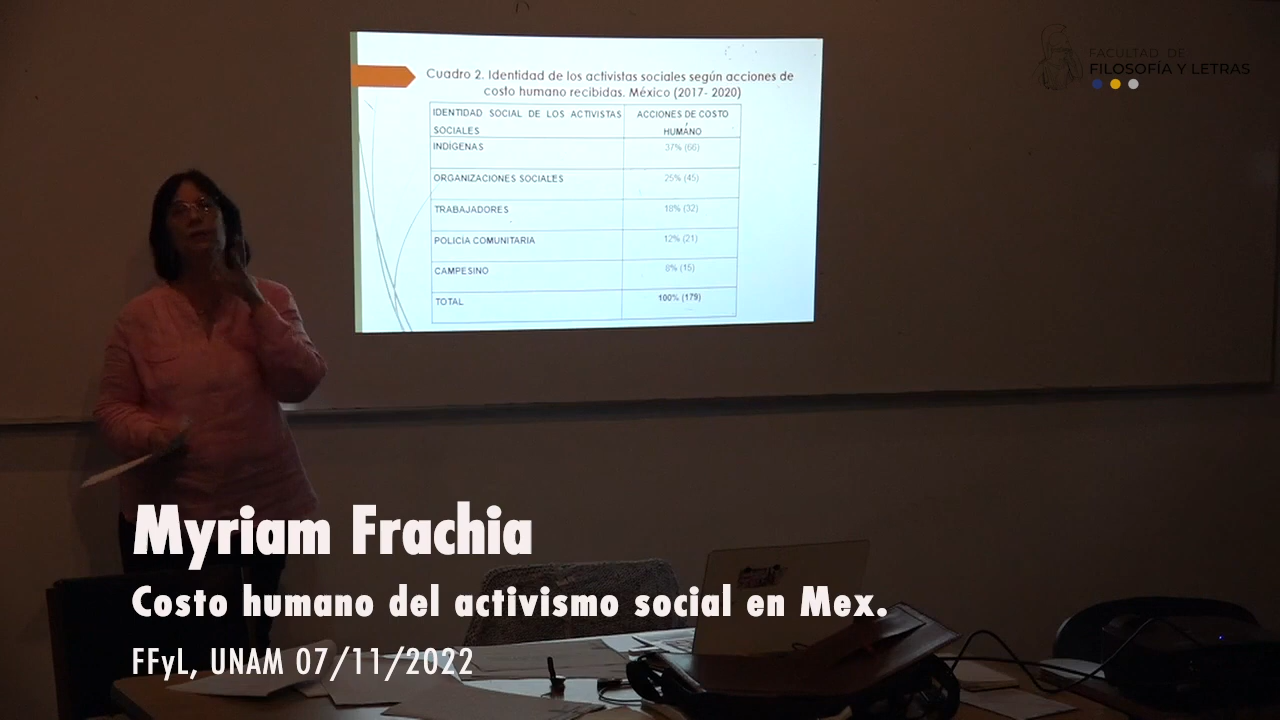 FACULTAD DE
FILOSOFÍA Y LETRAS
Cuadro 2. Identidad de los activistas sociales según acciones de
costo humano recibidas. México (2017- 2020)
IDENTIDAD SOCIAL DE LOS ACTIVISTAS
SOCIALES
ACCIONES DE COSTO
HUMANO
INDIGENAS 37% (66)
ORGANIZACIONES SOCIALES 25% (45)
TRABAJADORES 18% (32)
POLICÍA COMUNITARIA 12% (21)
CAMPESINO 8% (15)
TOTAL 100% (179)
Myriam Frachia
Costo humano del activismo social en Mex.
FFyL, UNAM 07/11/2022